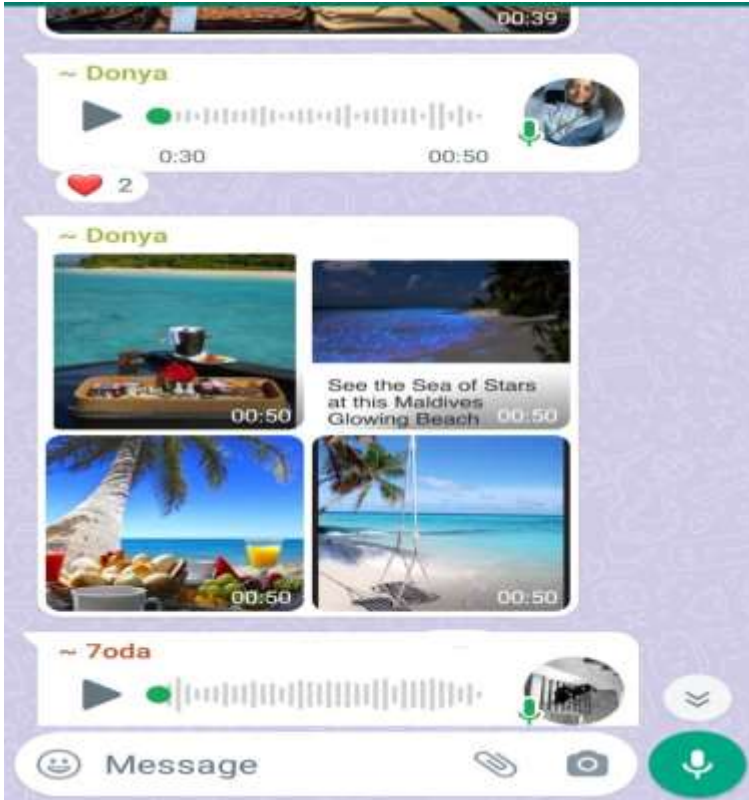 00:39
~ Donya
0:30 00:50
2
~ Donya
00:50
See the Sea of Stars
at this Maldives
Glowing Beach 00:50
00:50 00:50
~ 7oda
Message